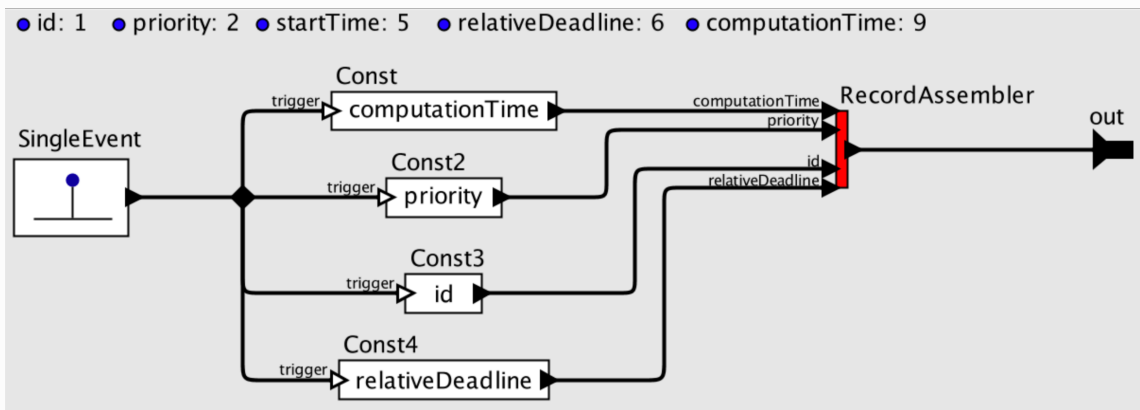 id: 1 priority: 2 startTime: 5 relativeDeadline: 6 computationTime: 9
Const
trigger computationTime computationTime RecordAssembler
priority out
SingleEvent
Const2
trigger priority id
relativeDeadline
Const3
trigger id
Const4
trigger relativeDeadline